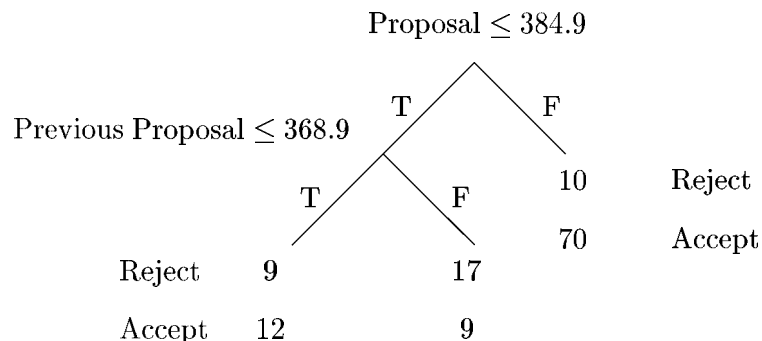 Proposal ≤ 384.9
T F
Previous Proposal ≤ 368.9
T F
10 Reject
70 Accept
Reject 9 17
Accept 12 9